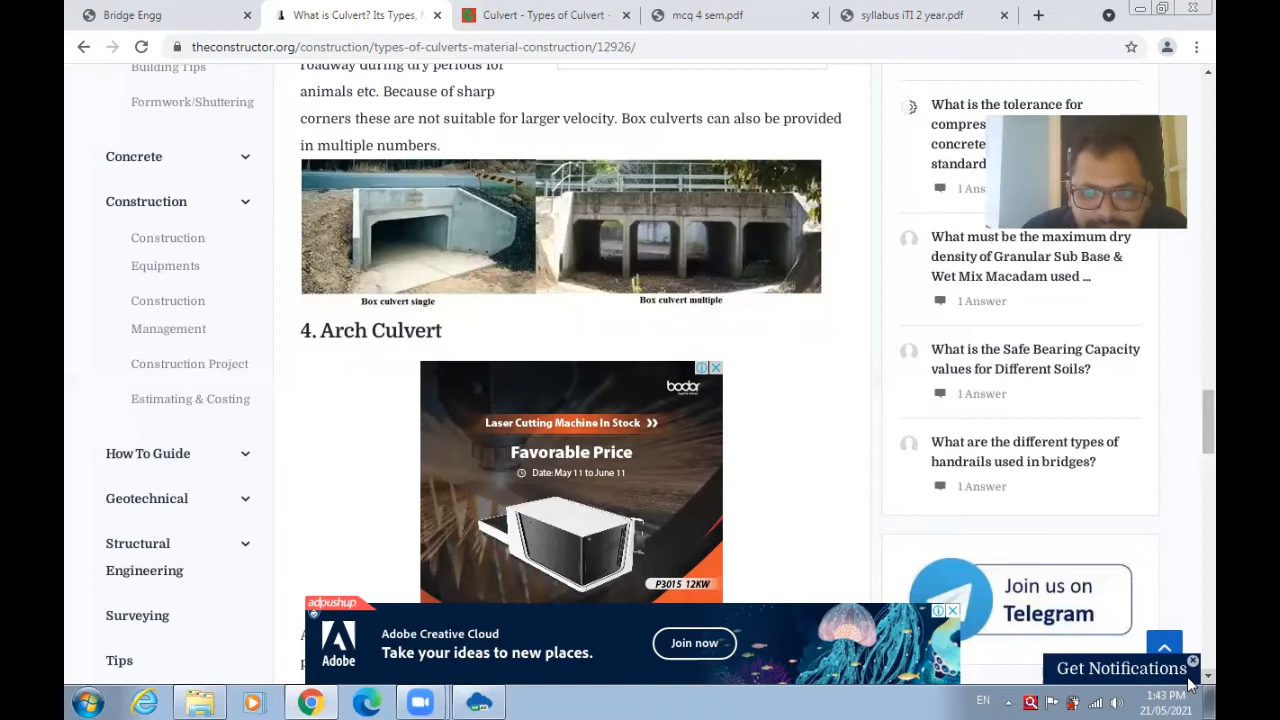 Bridge Engg
What is Culvert? Its Types, M
Culvert - Types of Culvert -
mcq 4 sem.pdf
syllabus iTI 2 year.pdf
theconstructor.org/construction/types-of-culverts-material-construction/12926/
Building Tips
Formwork/Shuttering
Concrete
Construction
Construction
Equipments
Construction
Management
Construction Project
Estimating & Costing
How To Guide
Geotechnical
Structural
Engineering
Surveying
Tips
roadway during dry periods for
animals etc. Because of sharp
corners these are not suitable for larger velocity. Box culverts can also be provided
in multiple numbers.
Box culvert single
Box culvert multiple
4. Arch Culvert
bodor
Laser Cutting Machine In Stock
Favorable Price
Date: May 11 to June 11
P3015 12KW
adpushup
Adobe
Adobe Creative Cloud
Take your ideas to new places.
Join now
What is the tolerance for
compres
concrete
standard
1 Ans
What must be the maximum dry
density of Granular Sub Base &
Wet Mix Macadam used ...
1 Answer
What is the Safe Bearing Capacity
values for Different Soils?
1 Answer
What are the different types of
handrails used in bridges?
1 Answer
Join us on
Telegram
Get Notifications
EN
1:43 PM
21/05/2021